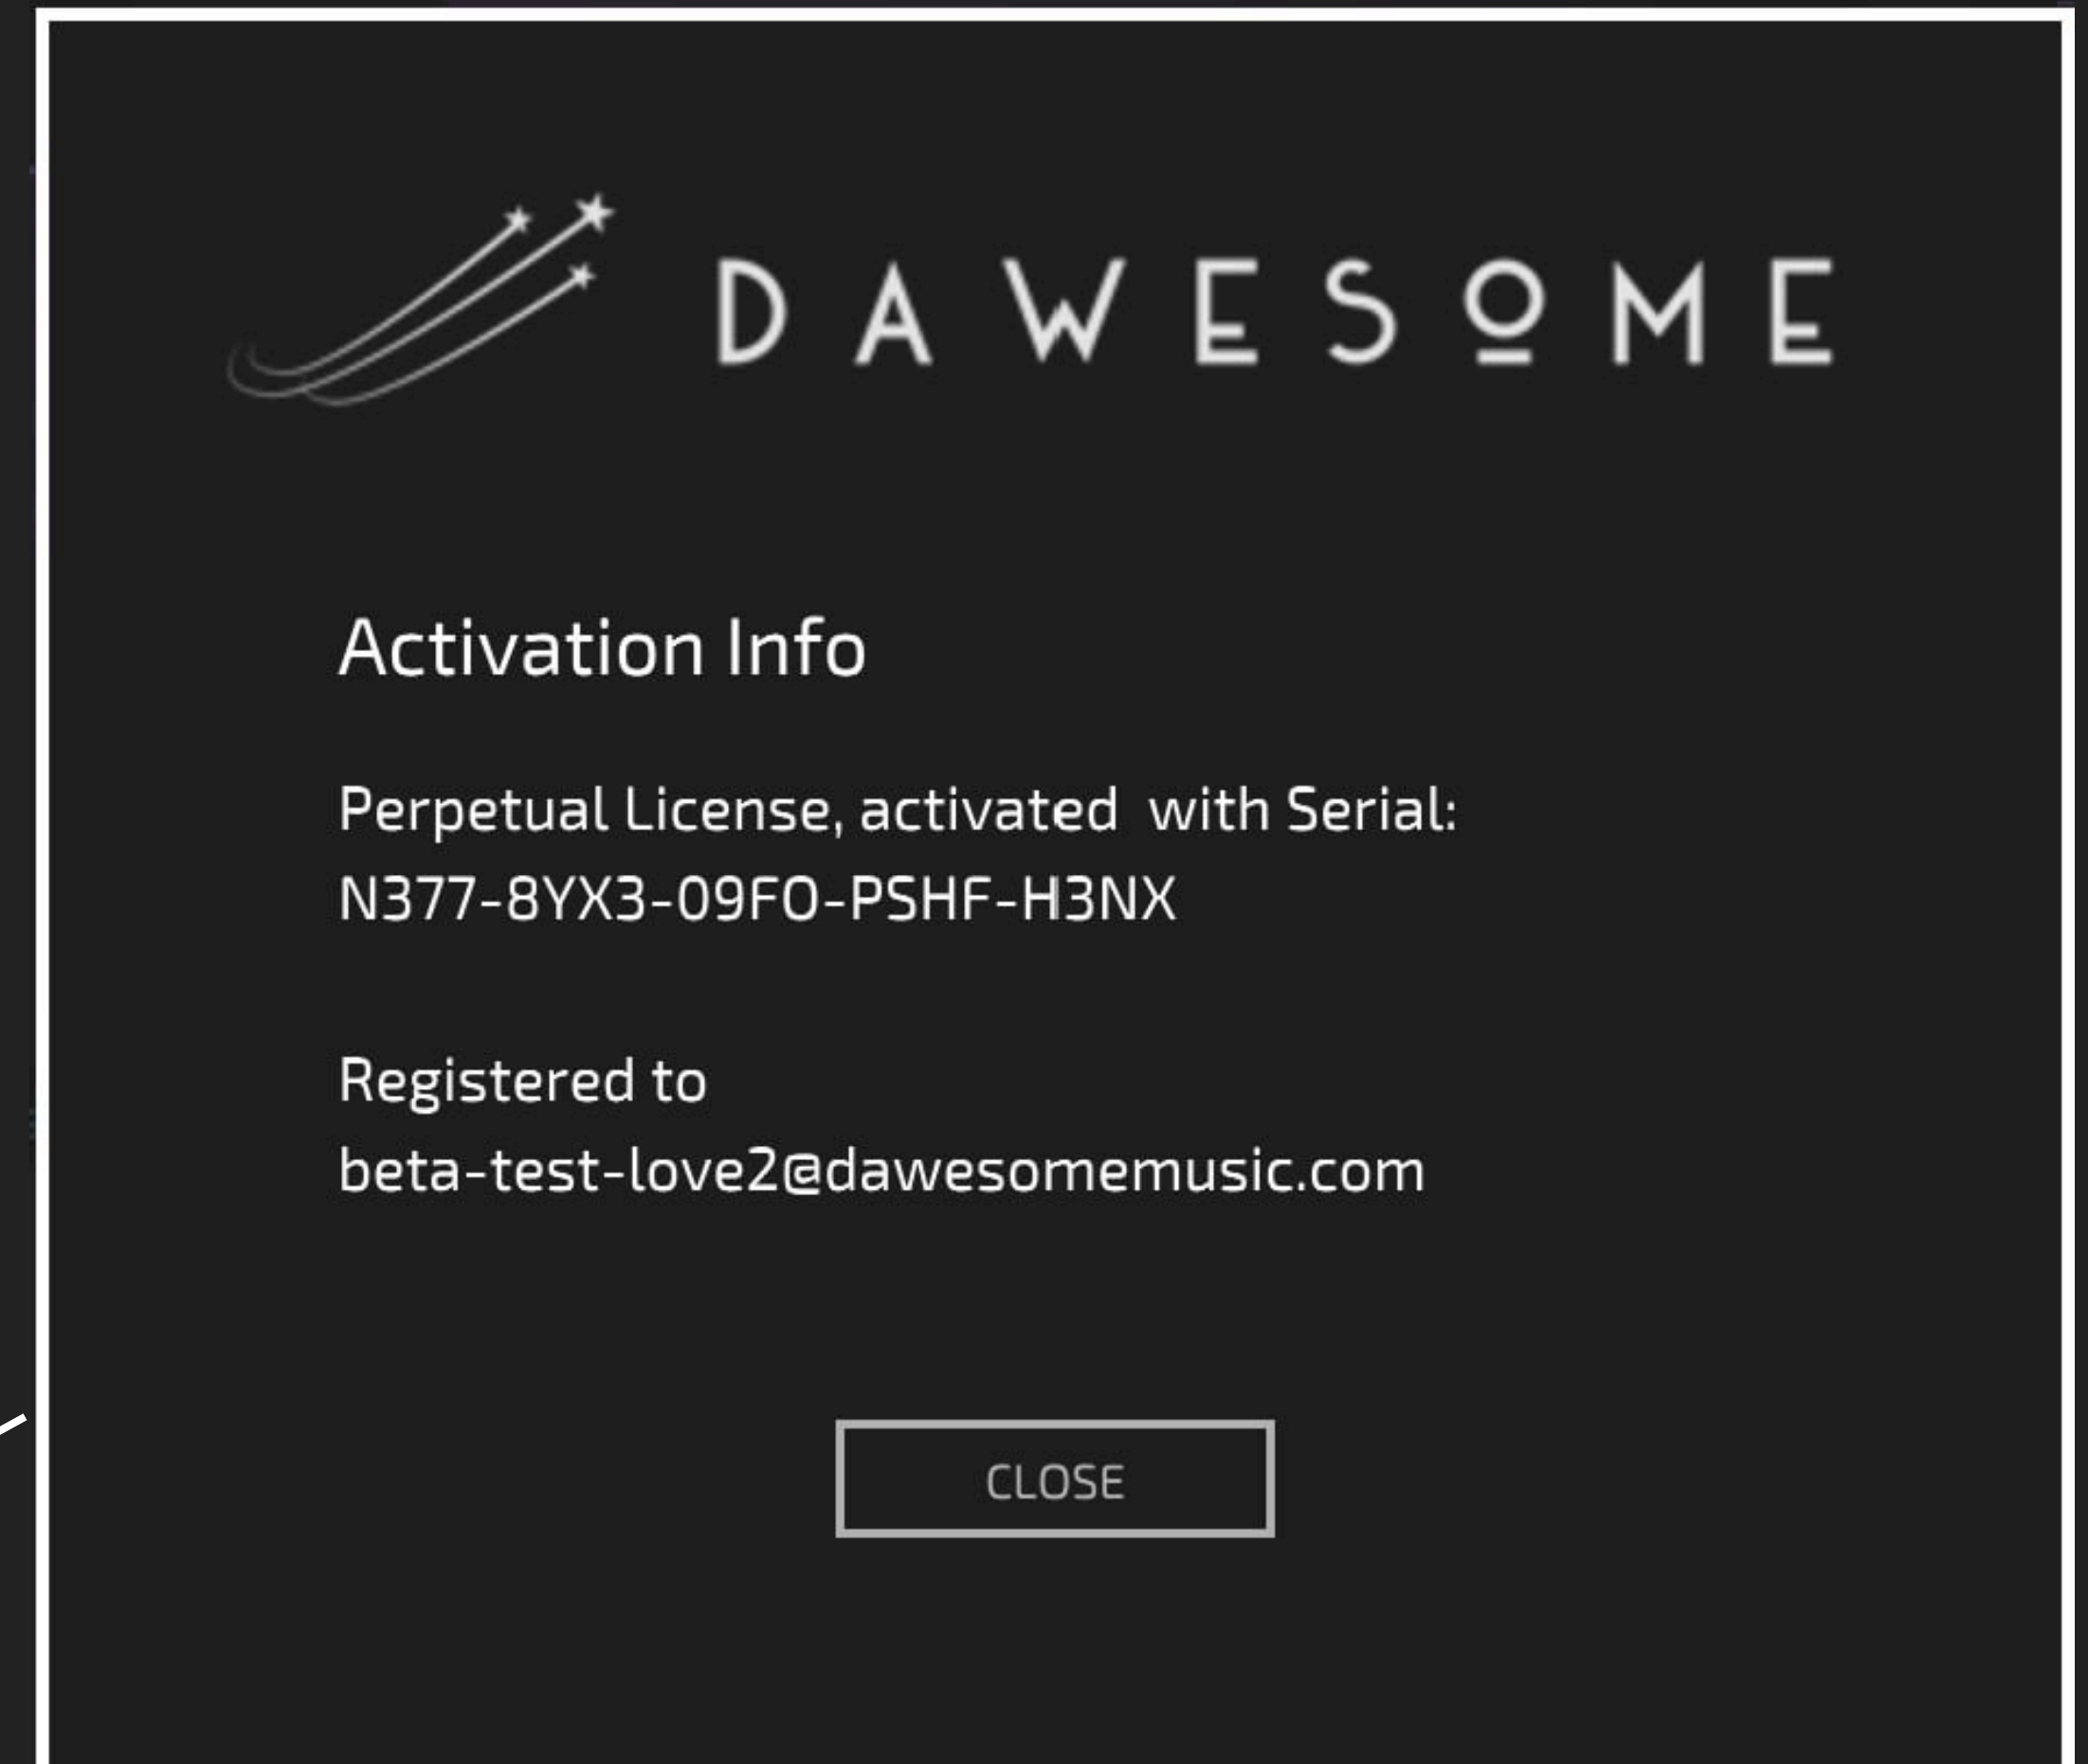 DAWESOME
Activation Info
Perpetual License, activated  with Serial:
N377-8YX3-09FO-PSHF-H3NX
Registered to
beta-test-love2@dawesomemusic.com
CLOSE